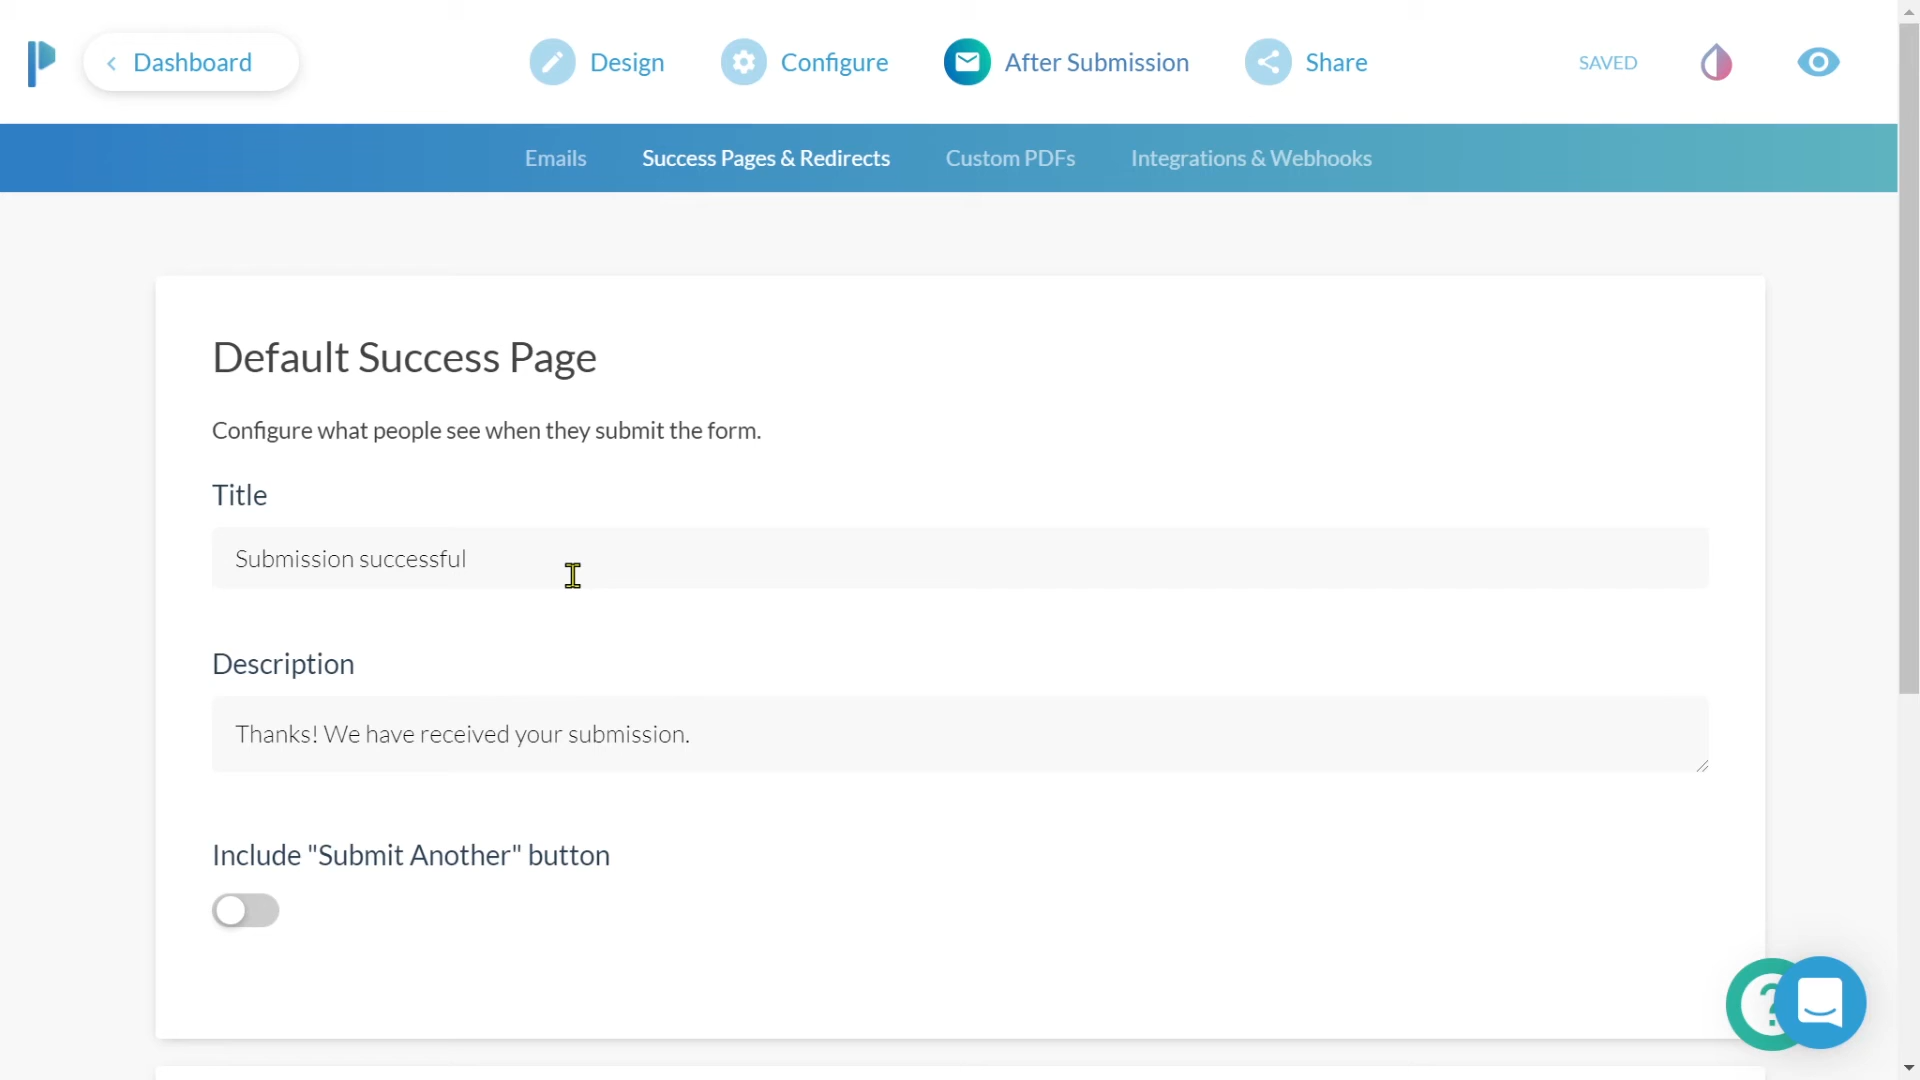 Dashboard
Design
Configure
After Submission
Share
SAVED
Emails
Success Pages & Redirects
Custom PDFs
Integrations & Webhooks
Default Success Page
Configure what people see when they submit the form.
Title
Submission successful
Description
Thanks! We have received your submission.
Include "Submit Another" button
?